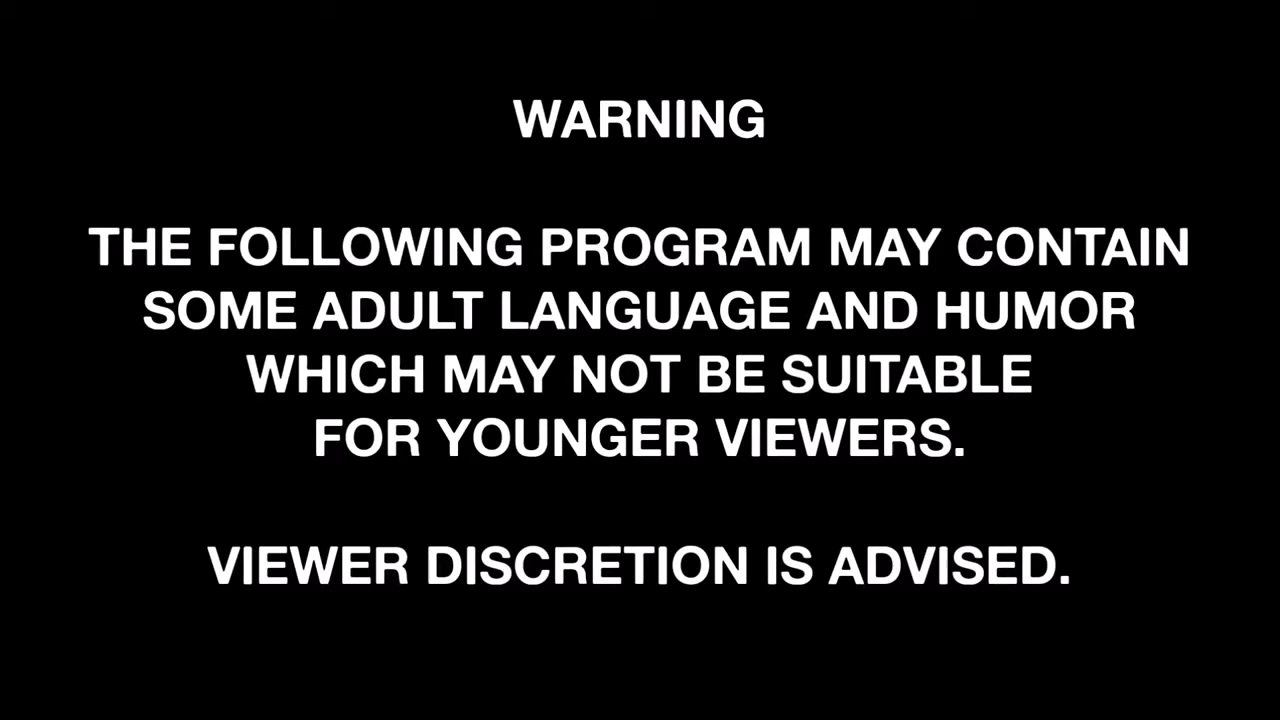 WARNING
THE FOLLOWING PROGRAM MAY CONTAIN
SOME ADULT LANGUAGE AND HUMOR
WHICH MAY NOT BE SUITABLE
FOR YOUNGER VIEWERS.
VIEWER DISCRETION IS ADVISED.